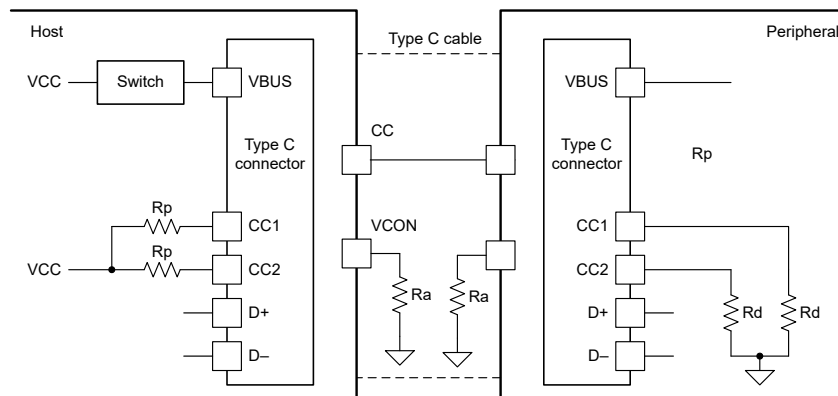 Host
Type C cable
Peripheral
VCC
Switch
VBUS
VBUS
Type C
connector
CC
Type C
connector
Rp
Rp
CC1
VCON
CC1
VCC
Rp
CC2
Ra
Ra
CC2
Rd
Rd
D+
D+
D–
D–